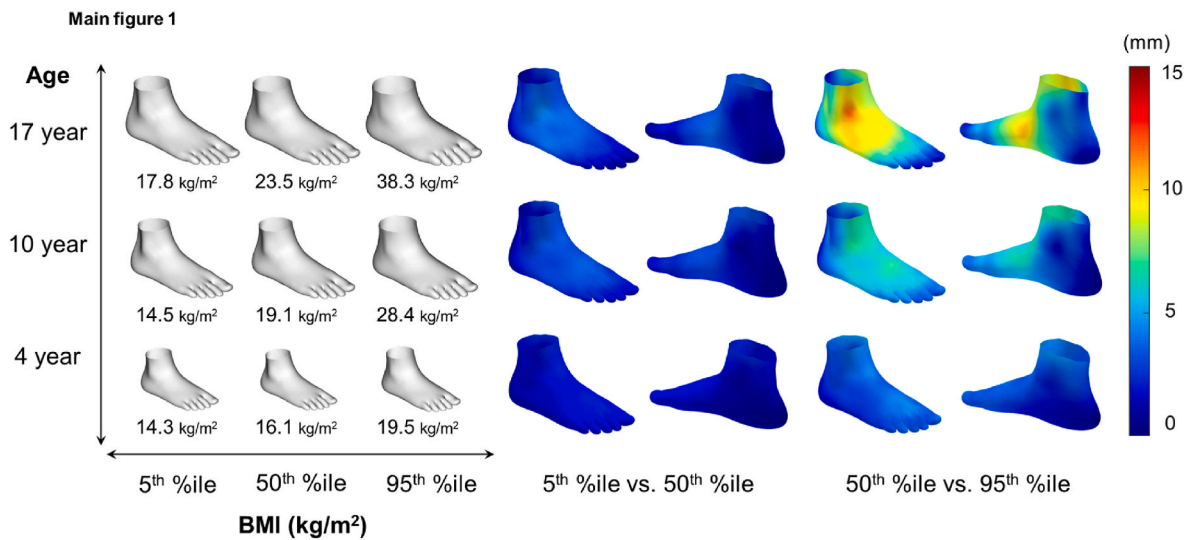 Main figure 1
(mm)
Age
15
17 year
17.8 kg/m²
23.5 kg/m²
38.3 kg/m²
10
10 year
14.5 kg/m²
19.1 kg/m²
28.4 kg/m²
5
4 year
14.3 kg/m²
16.1 kg/m²
19.5 kg/m²
0
5th %ile
50th %ile
95th %ile
5th %ile vs. 50th %ile
50th %ile vs. 95th %ile
BMI (kg/m²)